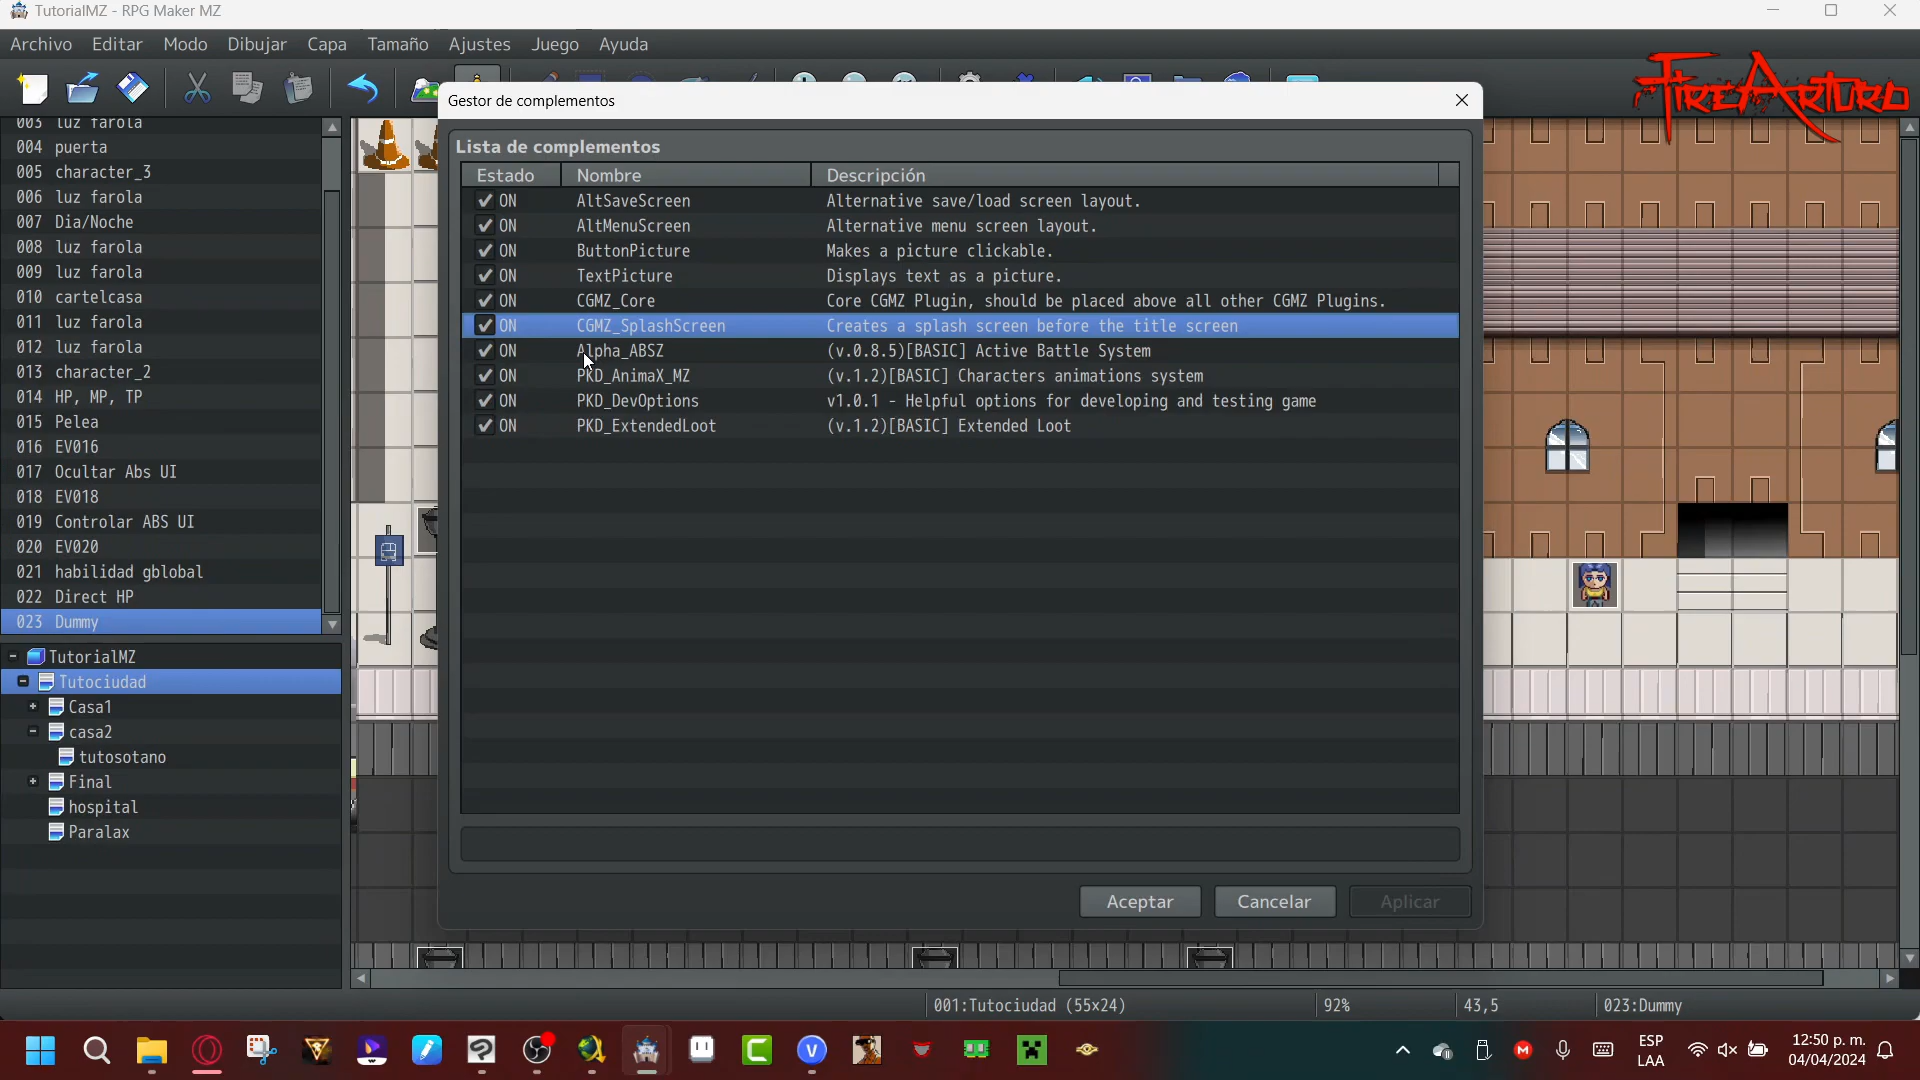 TutorialMZ - RPG Maker MZ
Archivo Editar Modo Dibujar Capa Tamaño Ajustes Juego Ayuda
FireArturo
Gestor de complementos
Lista de complementos
Estado Nombre Descripción
ON AltSaveScreen Alternative save/load screen layout.
ON AltMenuScreen Alternative menu screen layout.
ON ButtonPicture Makes a picture clickable.
ON TextPicture Displays text as a picture.
ON CGMZ_Core Core CGMZ Plugin, should be placed above all other CGMZ Plugins.
ON CGMZ_SplashScreen Creates a splash screen before the title screen
ON Alpha_ABSZ (v.0.8.5)[BASIC] Active Battle System
ON PKD_AnimaX_MZ (v.1.2)[BASIC] Characters animations system
ON PKD_DevOptions v1.0.1 - Helpful options for developing and testing game
ON PKD_ExtendedLoot (v.1.2)[BASIC] Extended Loot
Aceptar Cancelar Aplicar
003 luz farola
004 puerta
005 character_3
006 luz farola
007 Dia/Noche
008 luz farola
009 luz farola
010 cartelcasa
011 luz farola
012 luz farola
013 character_2
014 HP, MP, TP
015 Pelea
016 EV016
017 Ocultar Abs UI
018 EV018
019 Controlar ABS UI
020 EV020
021 habilidad gblobal
022 Direct HP
023 Dummy
TutorialMZ
Tutociudad
Casa1
casa2
tutosotano
Final
hospital
Paralax
001:Tutociudad (55x24) 92% 43,5 023:Dummy
ESP
LAA
12:50 p. m.
04/04/2024